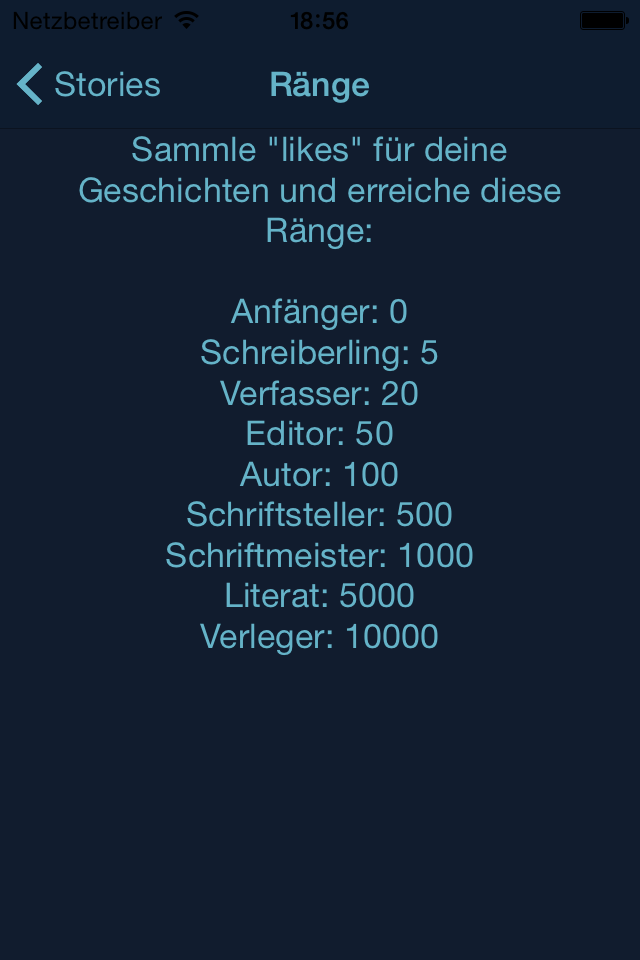 Netzbetreiber 18:56
Stories Ränge
Sammle "likes" für deine
Geschichten und erreiche diese
Ränge:
Anfänger: 0
Schreiberling: 5
Verfasser: 20
Editor: 50
Autor: 100
Schriftsteller: 500
Schriftmeister: 1000
Literat: 5000
Verleger: 10000